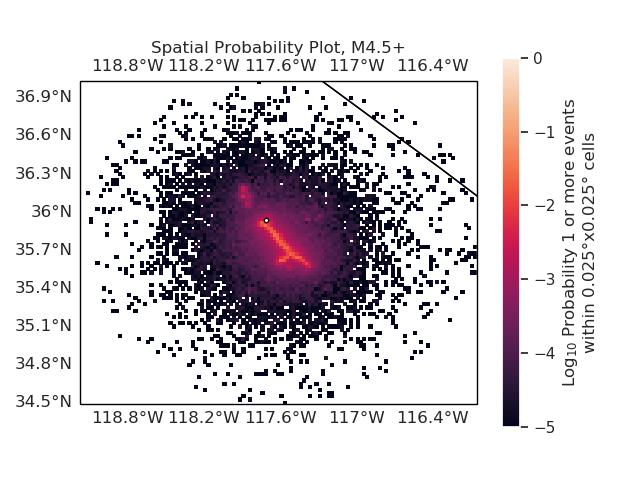 Spatial Probability Plot, M4.5+
118.8°W 118.2°W 117.6°W 117°W 116.4°W
36.9°N
36.6°N
36.3°N
36°N
35.7°N
35.4°N
35.1°N
34.8°N
34.5°N
118.8°W 118.2°W 117.6°W 117°W 116.4°W
0
−1
−2
−3
−4
−5
Log₁₀ Probability 1 or more events
within 0.025°x0.025° cells